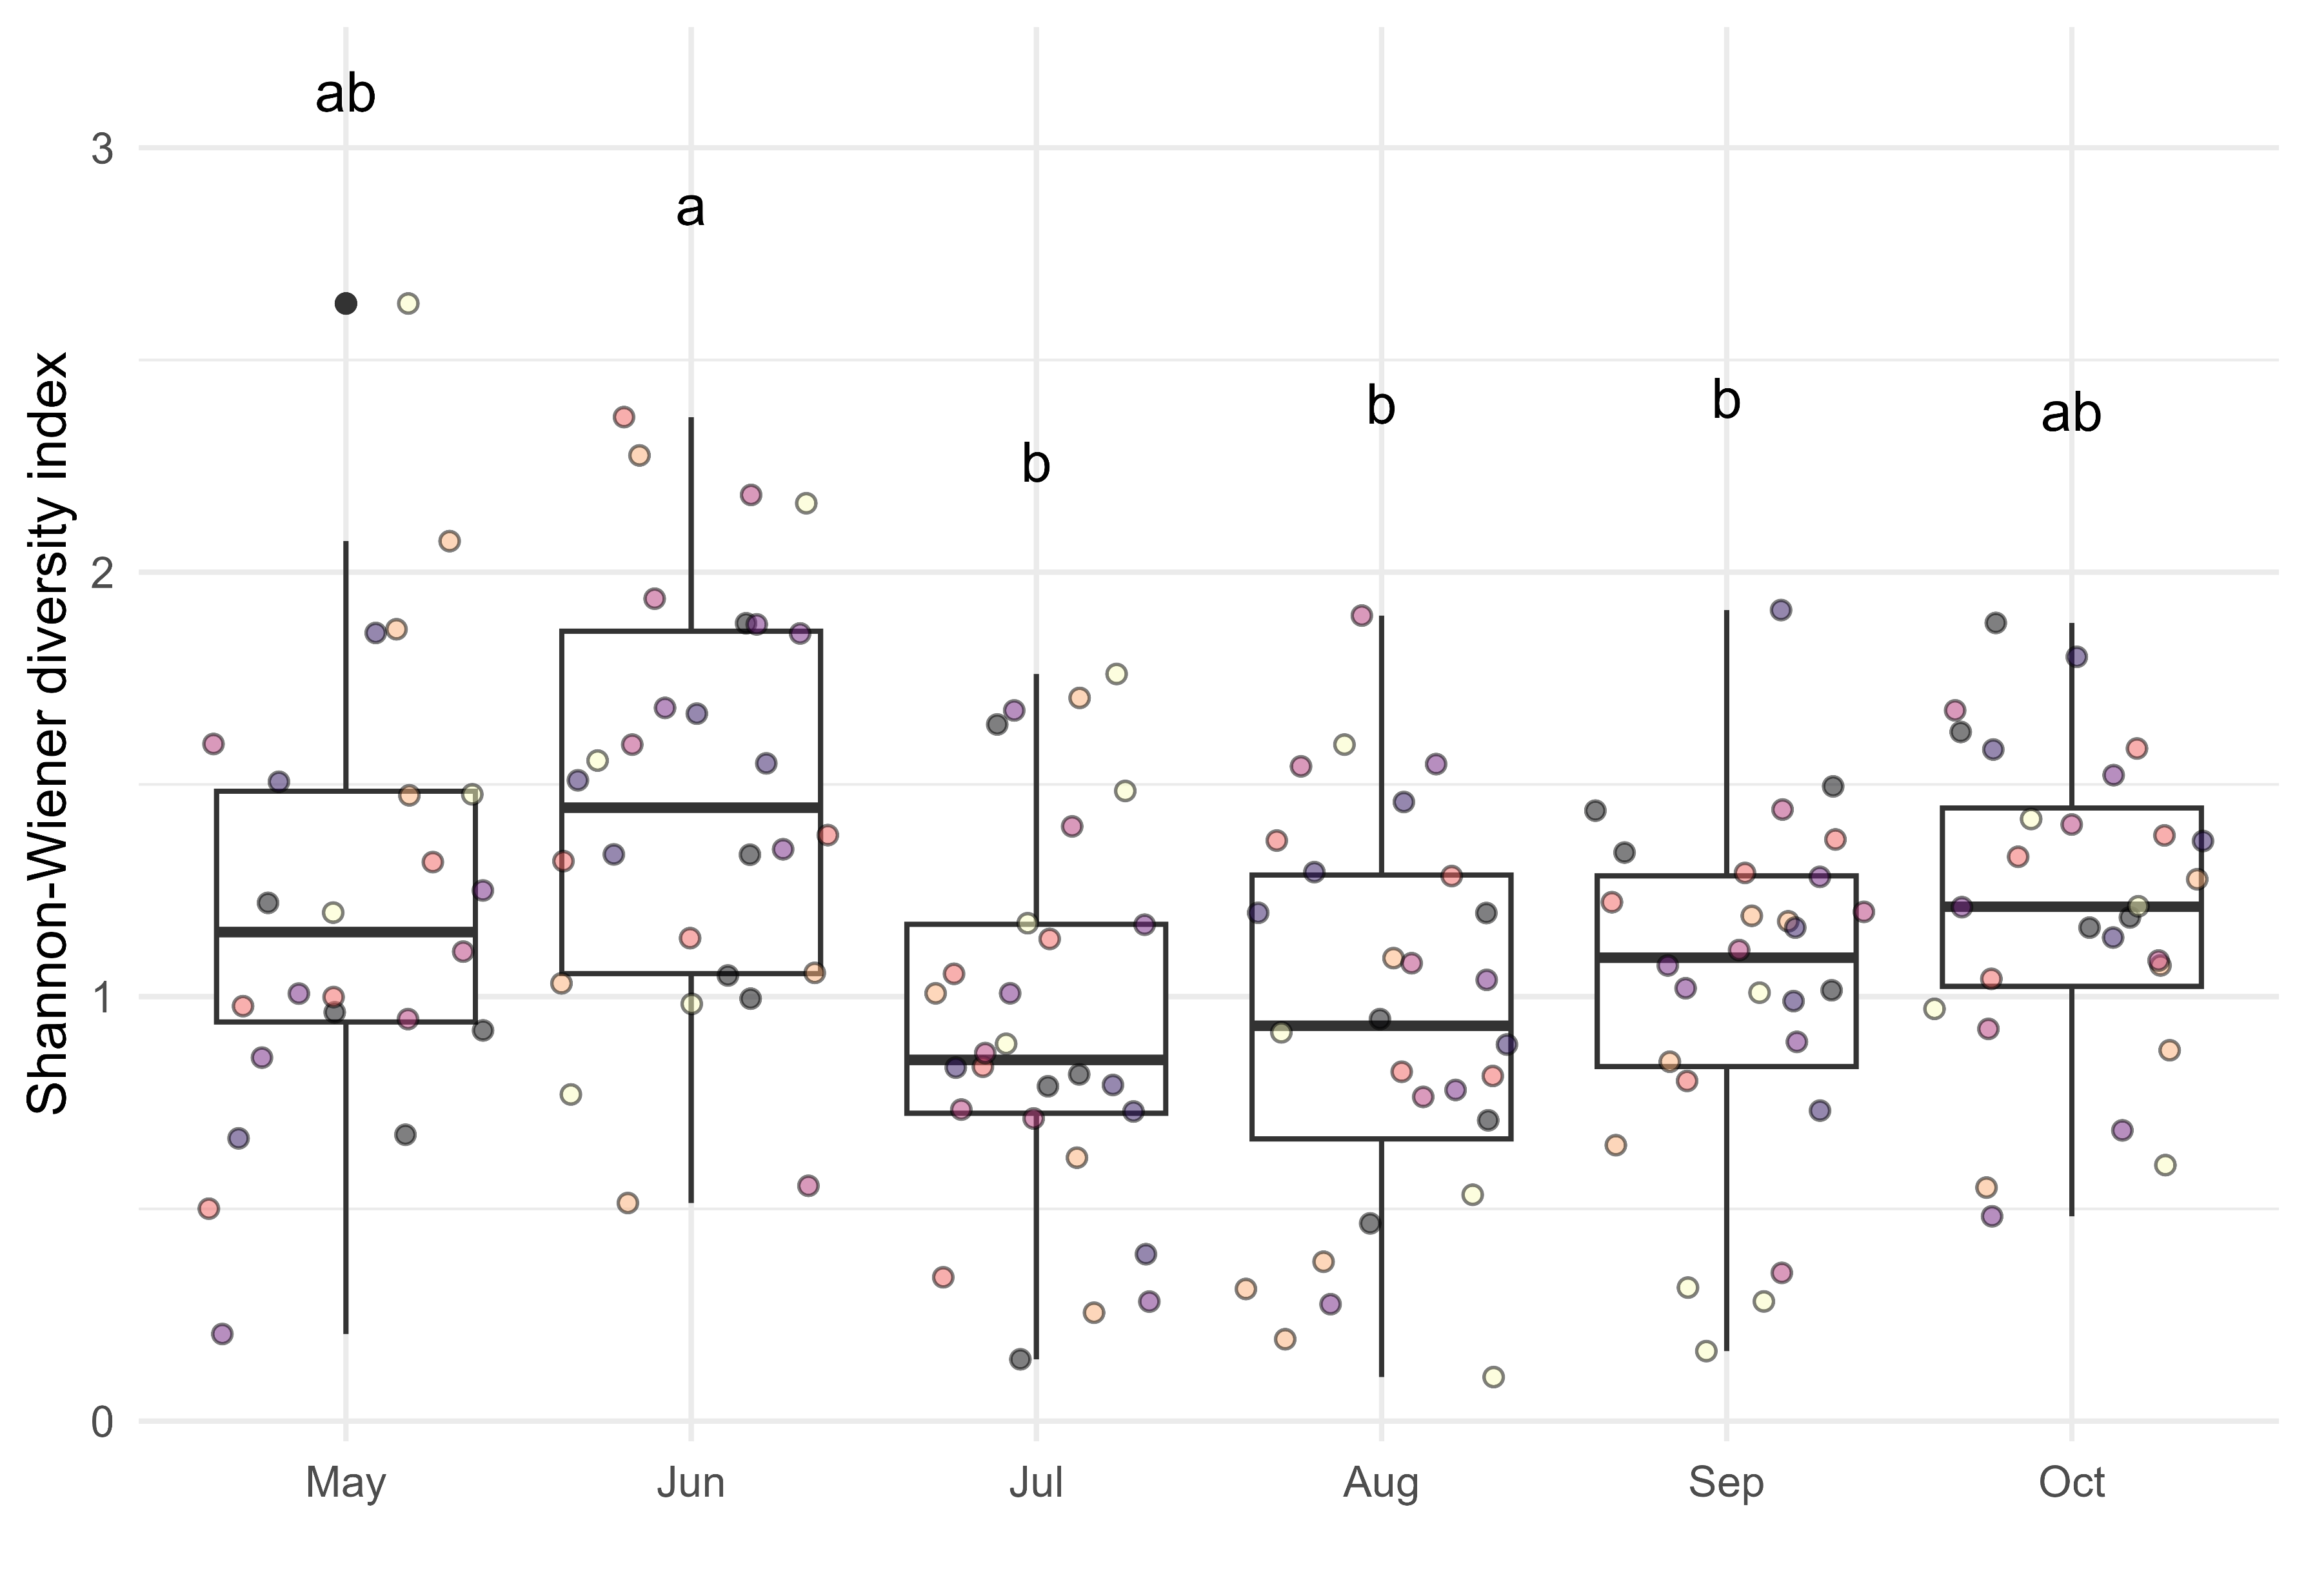 Shannon-Wiener diversity index
3
2
1
0
ab
a
b
b
b
ab
May
Jun
Jul
Aug
Sep
Oct